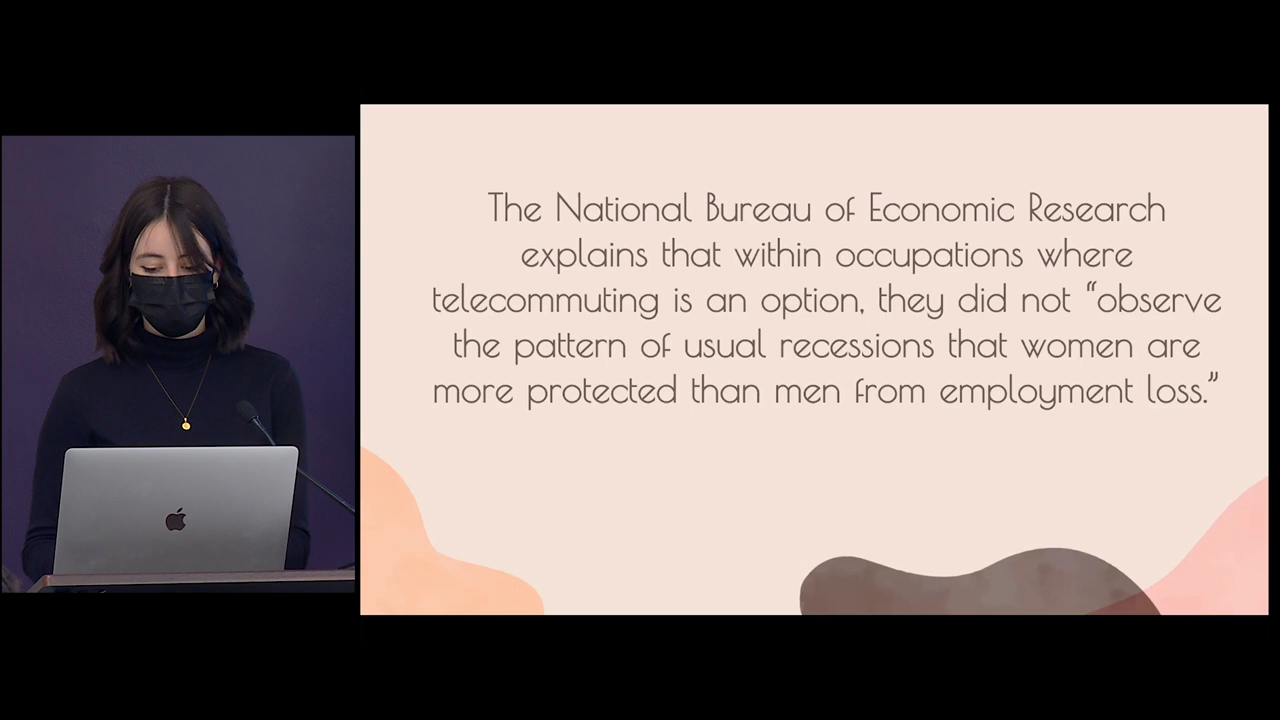 The National Bureau of Economic Research
explains that within occupations where
telecommuting is an option, they did not “observe
the pattern of usual recessions that women are
more protected than men from employment loss.”